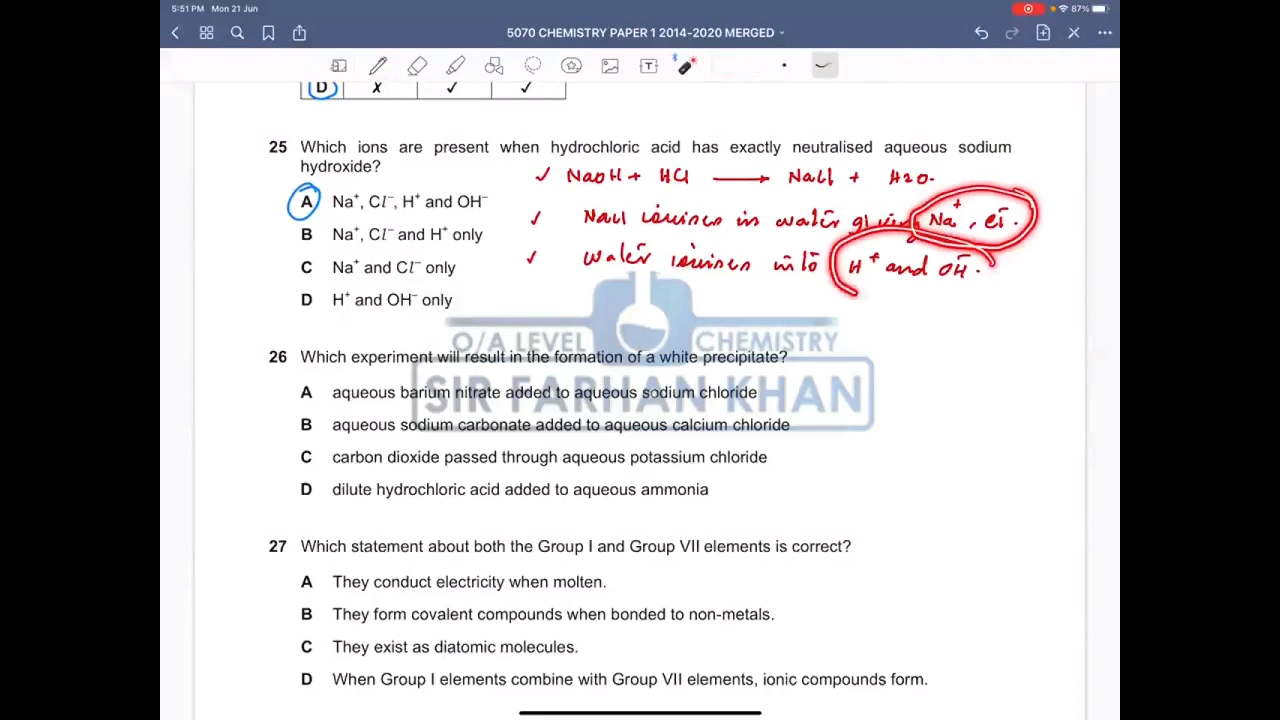 5:51 PM Mon 21 Jun
87%
5070 CHEMISTRY PAPER 1 2014-2020 MERGED
D ✗ ✓ ✓
25 Which ions are present when hydrochloric acid has exactly neutralised aqueous sodium
hydroxide?
✓ NaOH + HCl → NaCl + H2O.
A Na⁺, Cl⁻, H⁺ and OH⁻
✓ NaCl ionises in water giving Na⁺, Cl⁻.
B Na⁺, Cl⁻ and H⁺ only
✓ water ionises into H⁺ and OH⁻.
C Na⁺ and Cl⁻ only
D H⁺ and OH⁻ only
O/A LEVEL CHEMISTRY
SIR FARHAN KHAN
26 Which experiment will result in the formation of a white precipitate?
A aqueous barium nitrate added to aqueous sodium chloride
B aqueous sodium carbonate added to aqueous calcium chloride
C carbon dioxide passed through aqueous potassium chloride
D dilute hydrochloric acid added to aqueous ammonia
27 Which statement about both the Group I and Group VII elements is correct?
A They conduct electricity when molten.
B They form covalent compounds when bonded to non-metals.
C They exist as diatomic molecules.
D When Group I elements combine with Group VII elements, ionic compounds form.